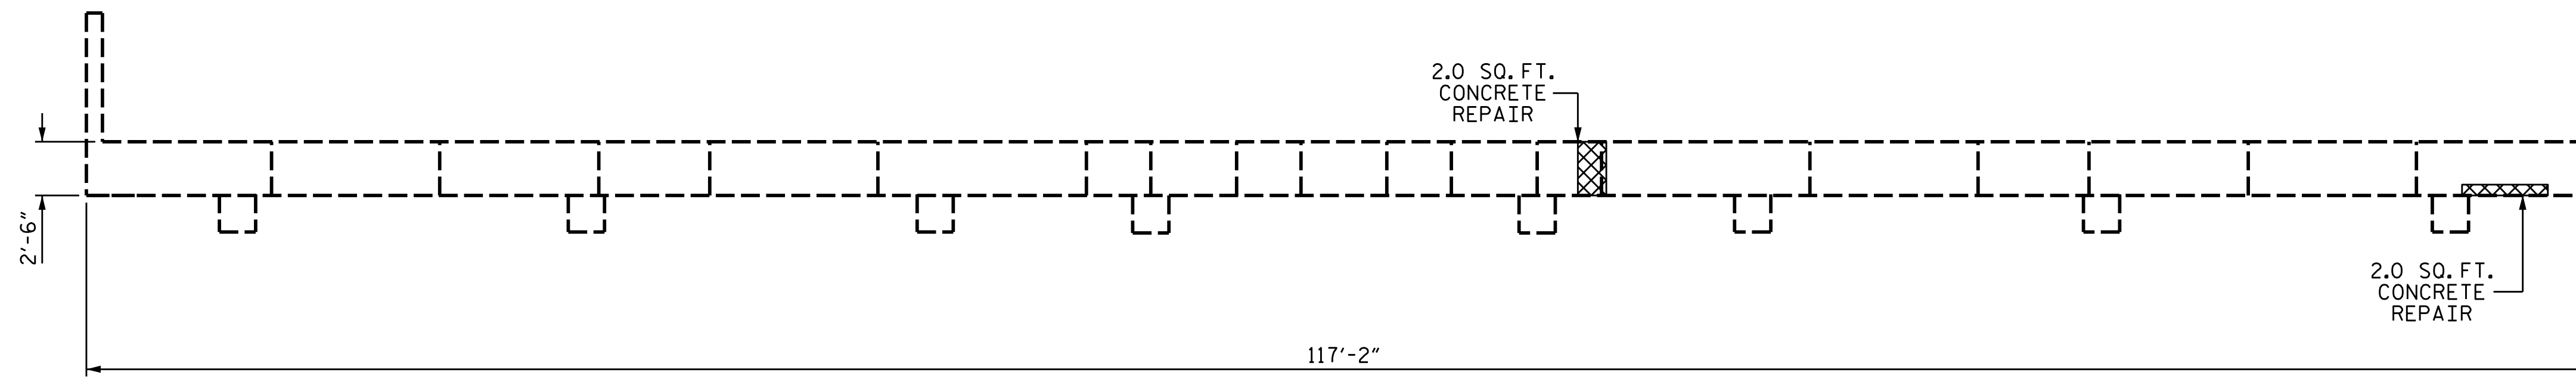 2.0 SQ.FT.
CONCRETE
REPAIR
2'-6"
2.0 SQ.FT.
CONCRETE
REPAIR
117'-2"